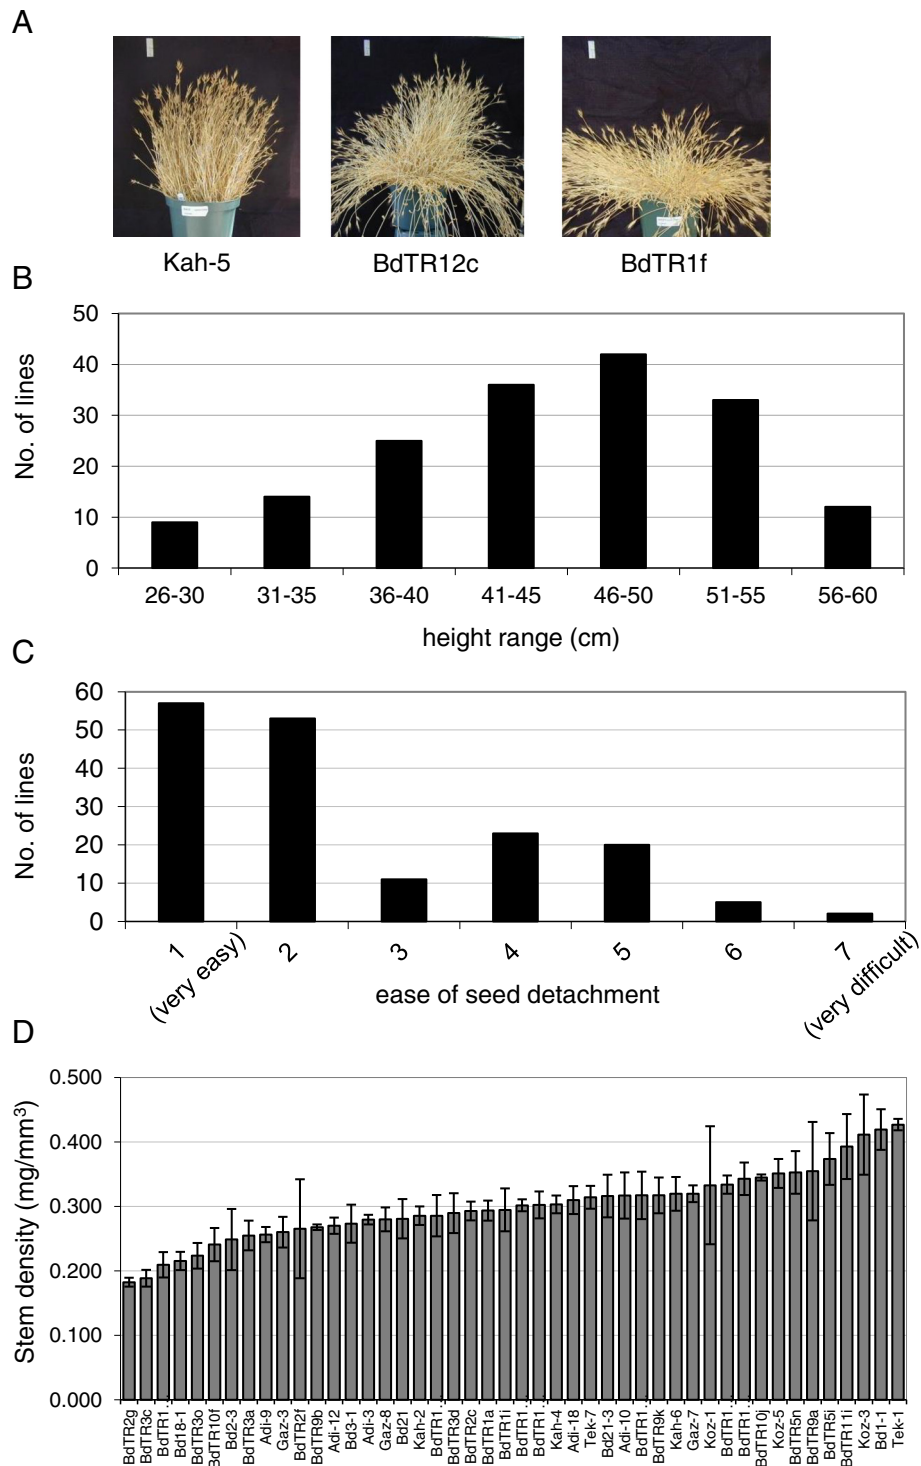 A
Kah-5 BdTR12c BdTR1f
B
No. of lines
50
40
30
20
10
0
26-30 31-35 36-40 41-45 46-50 51-55 56-60
height range (cm)
C
No. of lines
60
50
40
30
20
10
0
1 2 3 4 5 6 7
(very easy) (very difficult)
ease of seed detachment
D
Stem density (mg/mm³)
0.500
0.400
0.300
0.200
0.100
0.000
BdTR2g
BdTR3c
BdTR1...
Bd18-1
BdTR3o
BdTR10f
Bd2-3
BdTR3a
Adi-9
Gaz-3
BdTR2f
BdTR9b
Adi-12
Bd3-1
Adi-3
Gaz-8
Bd21
Kah-2
BdTR1...
BdTR3d
BdTR2c
BdTR1a
BdTR1i
BdTR1...
BdTR1...
Kah-4
Adi-18
Tek-7
Bd21-3
Adi-10
BdTR1...
BdTR9k
Kah-6
Gaz-7
Koz-1
BdTR1...
BdTR1...
BdTR10j
Koz-5
BdTR5n
BdTR9a
BdTR5i
BdTR11i
Koz-3
Bd1-1
Tek-1